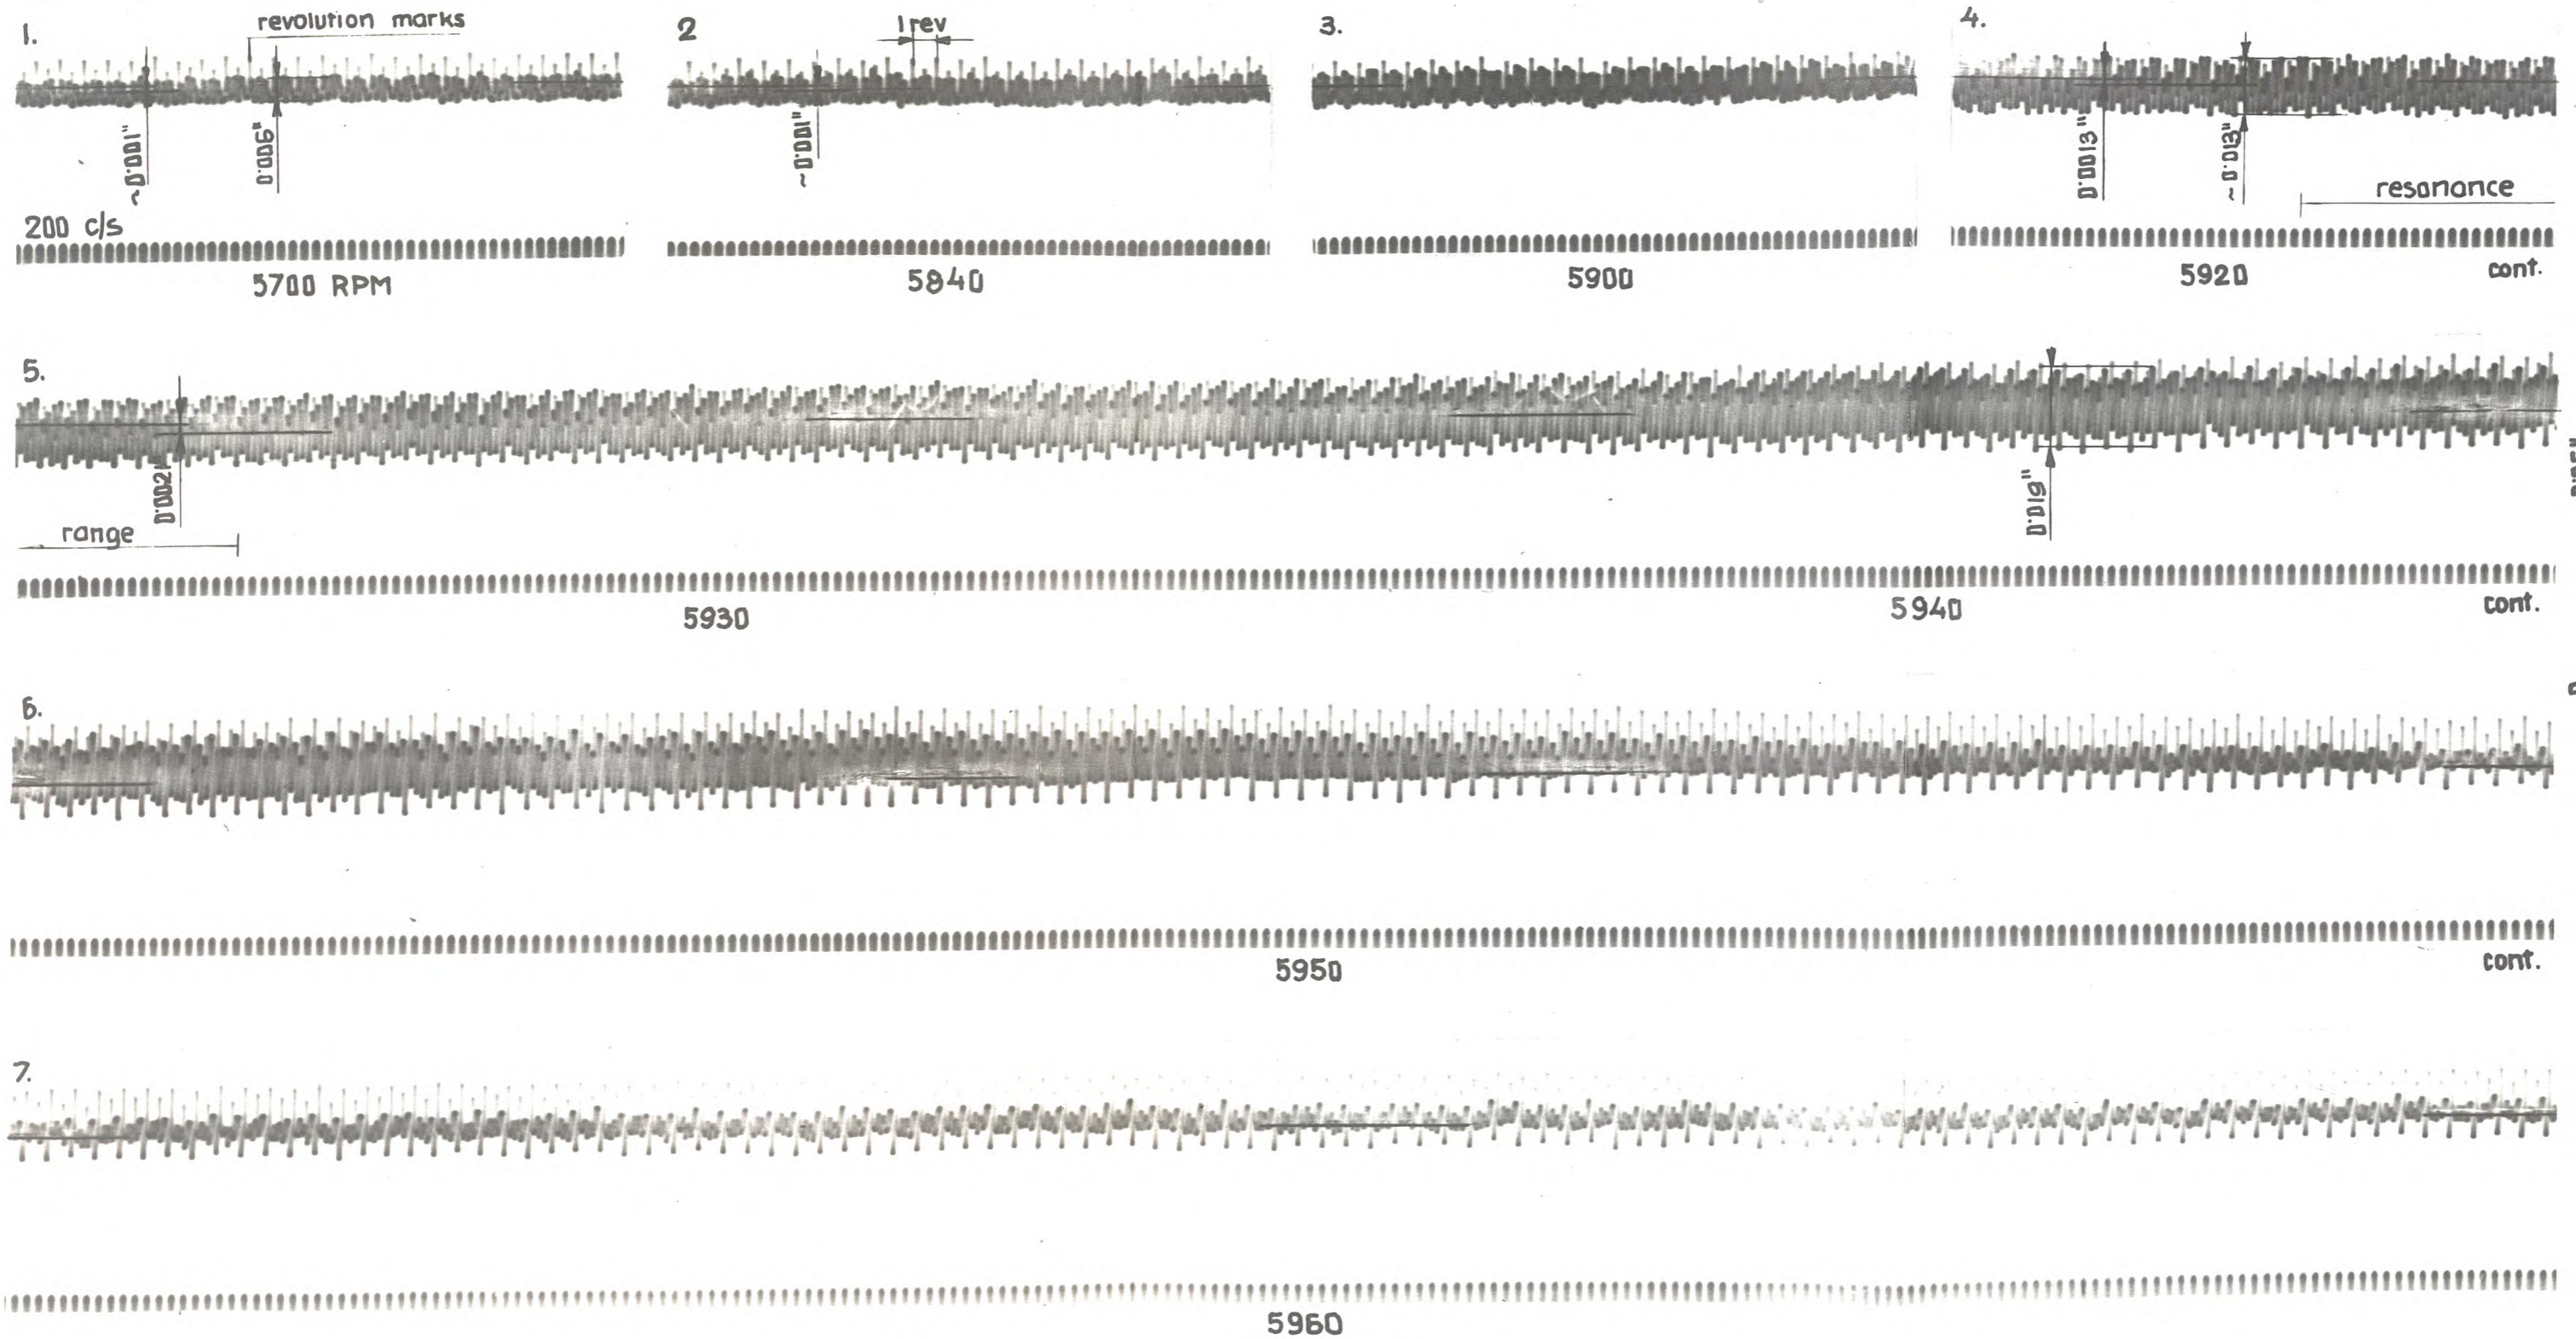 1.
revolution marks
~0.001"
0.006"
200 c/s
5700 RPM
2
1 rev
~0.001"
5840
3.
5900
4.
0.0013"
~0.013"
resonance
5920
cont.
5.
0.002"
0.019"
range
5930
5940
cont.
6.
5950
cont.
7.
5960